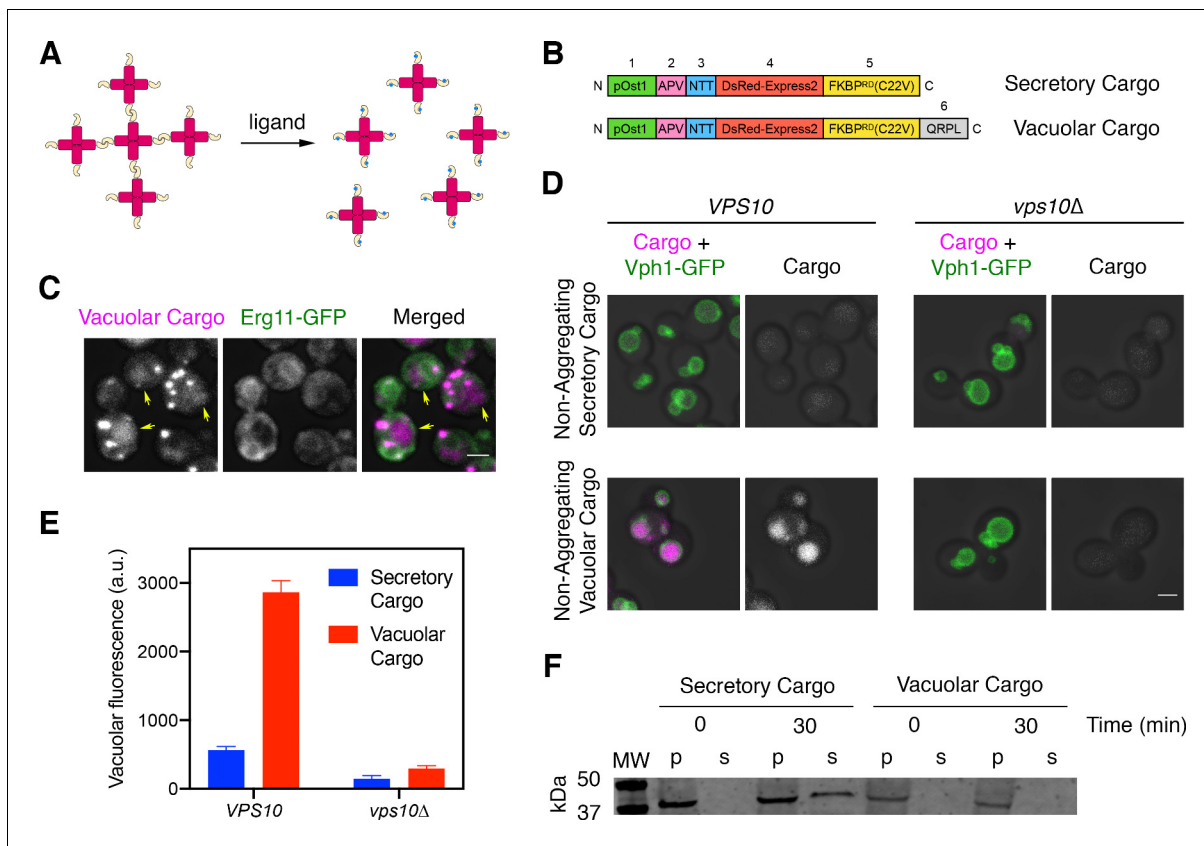 A
ligand
B
1 2 3 4 5
N pOst1 APV NTT DsRed-Express2 FKBPRD(C22V) C
Secretory Cargo
6
N pOst1 APV NTT DsRed-Express2 FKBPRD(C22V) QRPL C
Vacuolar Cargo
C
Vacuolar Cargo Erg11-GFP Merged
D
VPS10 vps10Δ
Cargo +
Vph1-GFP
Cargo
Cargo +
Vph1-GFP
Cargo
Non-Aggregating
Secretory Cargo
Non-Aggregating
Vacuolar Cargo
E
Vacuolar fluorescence (a.u.)
3000
2000
1000
0
Secretory
Cargo
Vacuolar
Cargo
VPS10 vps10Δ
F
Secretory Cargo Vacuolar Cargo
0 30 0 30 Time (min)
MW p s p s p s p s
kDa
50
37